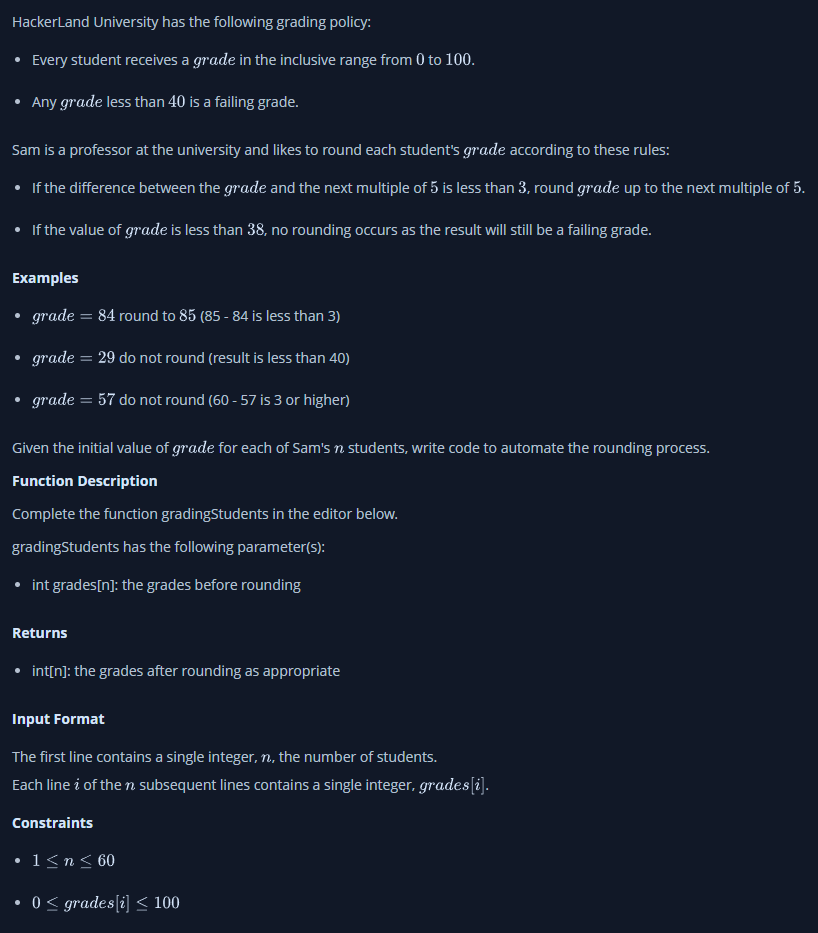 HackerLand University has the following grading policy:
• Every student receives a grade in the inclusive range from 0 to 100.
• Any grade less than 40 is a failing grade.
Sam is a professor at the university and likes to round each student's grade according to these rules:
• If the difference between the grade and the next multiple of 5 is less than 3, round grade up to the next multiple of 5.
• If the value of grade is less than 38, no rounding occurs as the result will still be a failing grade.
Examples
• grade = 84 round to 85 (85 - 84 is less than 3)
• grade = 29 do not round (result is less than 40)
• grade = 57 do not round (60 - 57 is 3 or higher)
Given the initial value of grade for each of Sam's n students, write code to automate the rounding process.
Function Description
Complete the function gradingStudents in the editor below.
gradingStudents has the following parameter(s):
• int grades[n]: the grades before rounding
Returns
• int[n]: the grades after rounding as appropriate
Input Format
The first line contains a single integer, n, the number of students.
Each line i of the n subsequent lines contains a single integer, grades[i].
Constraints
• 1 ≤ n ≤ 60
• 0 ≤ grades[i] ≤ 100